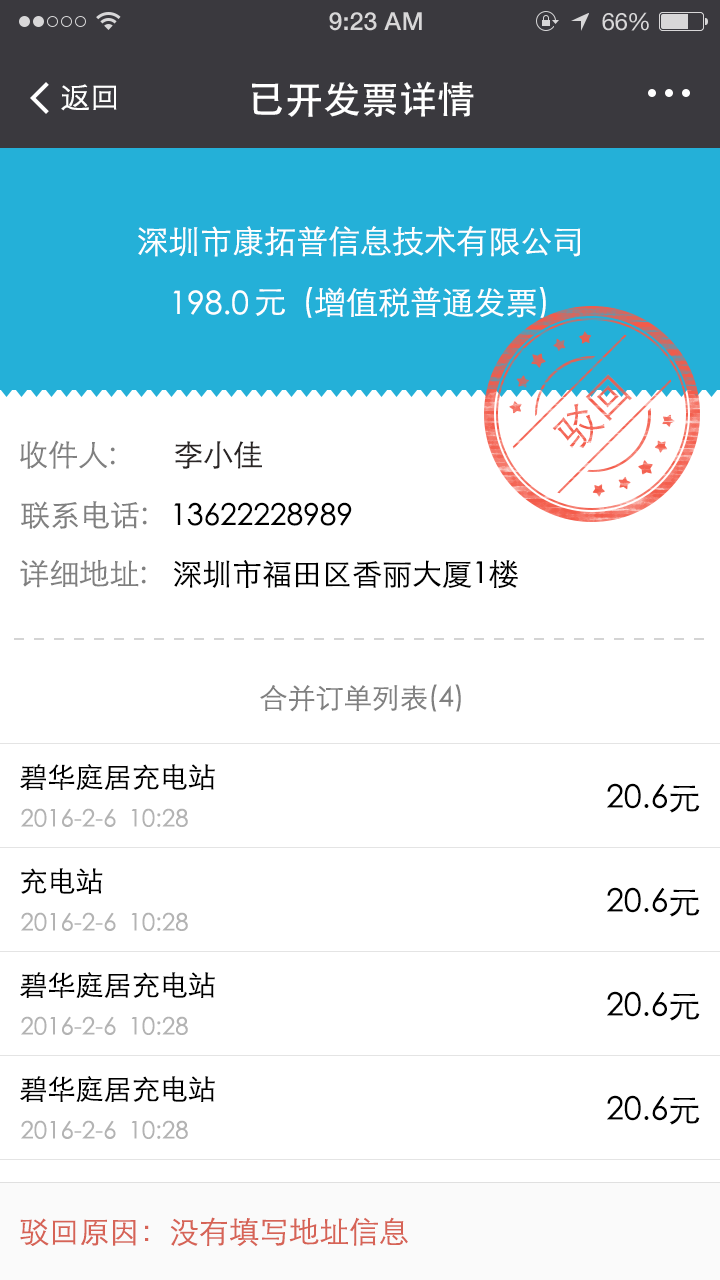 9:23 AM 66%
返回 已开发票详情
深圳市康拓普信息技术有限公司
198.0元 (增值税普通发票)
驳回
收件人: 李小佳
联系电话: 13622228989
详细地址: 深圳市福田区香丽大厦1楼
合并订单列表(4)
碧华庭居充电站
2016-2-6 10:28
20.6元
充电站
2016-2-6 10:28
20.6元
碧华庭居充电站
2016-2-6 10:28
20.6元
碧华庭居充电站
2016-2-6 10:28
20.6元
驳回原因：没有填写地址信息